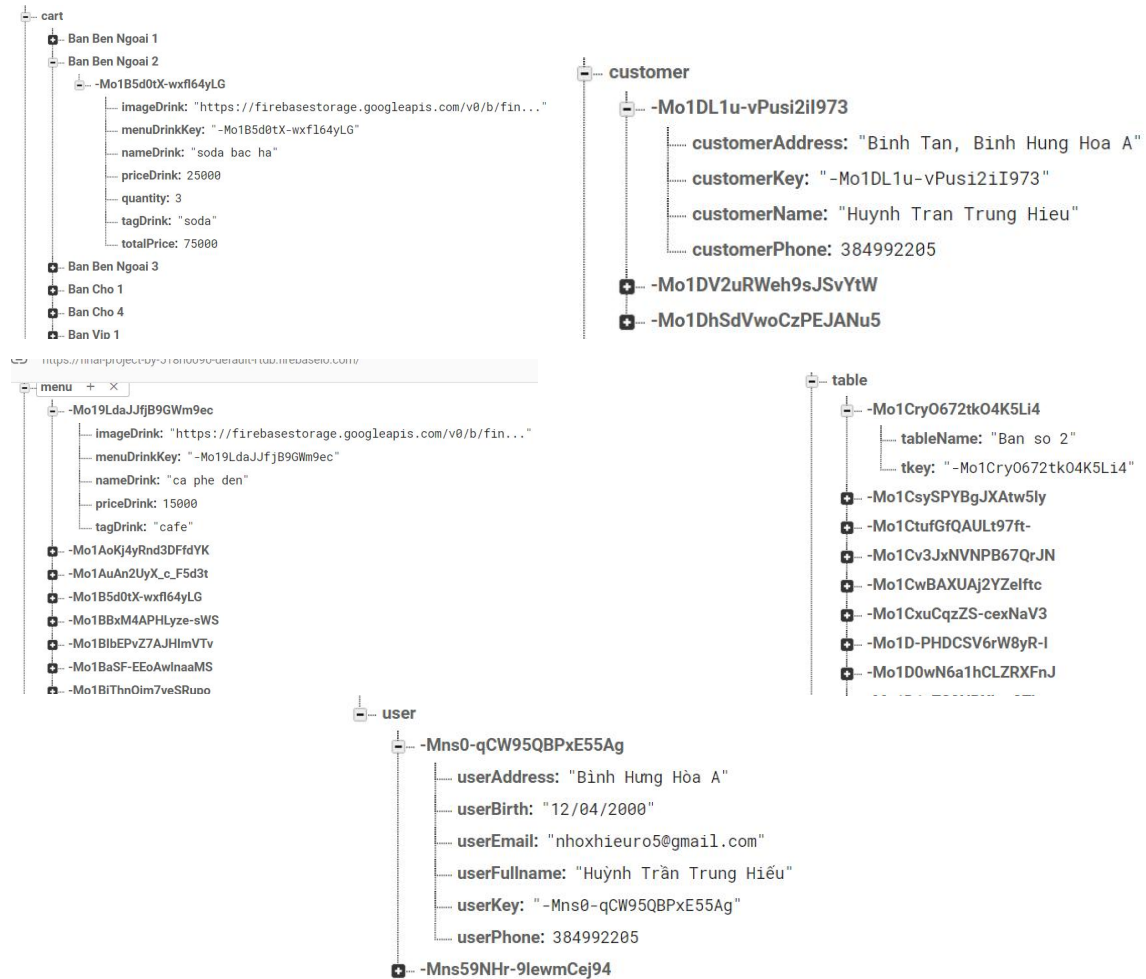 cart
Ban Ben Ngoai 1
Ban Ben Ngoai 2
-Mo1B5d0tX-wxfl64yLG
imageDrink: "https://firebasestorage.googleapis.com/v0/b/fin..."
menuDrinkKey: "-Mo1B5d0tX-wxfl64yLG"
nameDrink: "soda bac ha"
priceDrink: 25000
quantity: 3
tagDrink: "soda"
totalPrice: 75000
Ban Ben Ngoai 3
Ban Cho 1
Ban Cho 4
Ban Vip 1
customer
-Mo1DL1u-vPusi2iI973
customerAddress: "Binh Tan, Binh Hung Hoa A"
customerKey: "-Mo1DL1u-vPusi2iI973"
customerName: "Huynh Tran Trung Hieu"
customerPhone: 384992205
-Mo1DV2uRWeh9sJSvYtW
-Mo1DhSdVwoCzPEJANu5
menu + ×
-Mo19LdaJJfjB9GWm9ec
imageDrink: "https://firebasestorage.googleapis.com/v0/b/fin..."
menuDrinkKey: "-Mo19LdaJJfjB9GWm9ec"
nameDrink: "ca phe den"
priceDrink: 15000
tagDrink: "cafe"
-Mo1AoKj4yRnd3DFfdYK
-Mo1AuAn2UyX_c_F5d3t
-Mo1B5d0tX-wxfl64yLG
-Mo1BBxM4APHLyze-sWS
-Mo1BlbEPvZ7AJHImVTv
-Mo1BaSF-EEoAwlnaaMS
table
-Mo1CryO672tkO4K5Li4
tableName: "Ban so 2"
tkey: "-Mo1CryO672tkO4K5Li4"
-Mo1CsySPYBgJXAtw5ly
-Mo1CtufGfQAULt97ft-
-Mo1Cv3JxNVNPB67QrJN
-Mo1CwBAXUAj2YZeIftc
-Mo1CxuCqzZS-cexNaV3
-Mo1D-PHDCSV6rW8yR-I
-Mo1D0wN6a1hCLZRXFnJ
user
-Mns0-qCW95QBPxE55Ag
userAddress: "Bình Hưng Hòa A"
userBirth: "12/04/2000"
userEmail: "nhoxhieuro5@gmail.com"
userFullname: "Huỳnh Trần Trung Hiếu"
userKey: "-Mns0-qCW95QBPxE55Ag"
userPhone: 384992205
-Mns59NHr-9lewmCej94